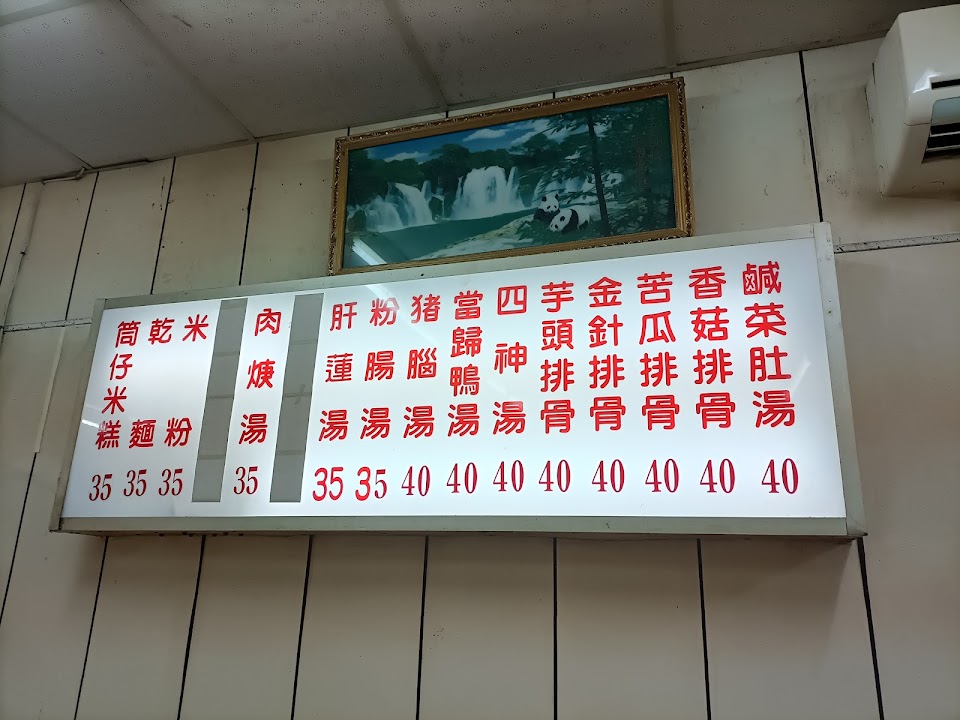 鹹菜肚湯 40
香菇排骨 40
苦瓜排骨 40
金針排骨 40
芋頭排骨 40
四神湯 40
當歸鴨湯 40
猪腦湯 40
粉腸湯 35
肝蓮湯 35
肉焿湯 35
米粉 35
乾麵 35
筒仔米糕 35